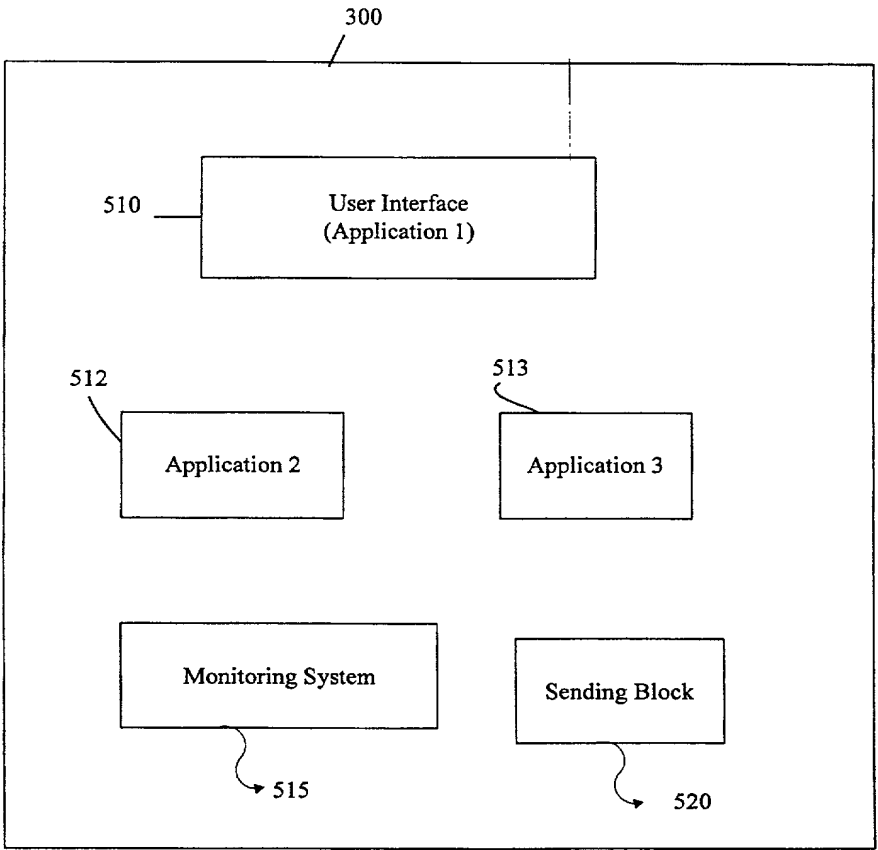 300
510
User Interface
(Application 1)
512
513
Application 2
Application 3
Monitoring System
Sending Block
515
520